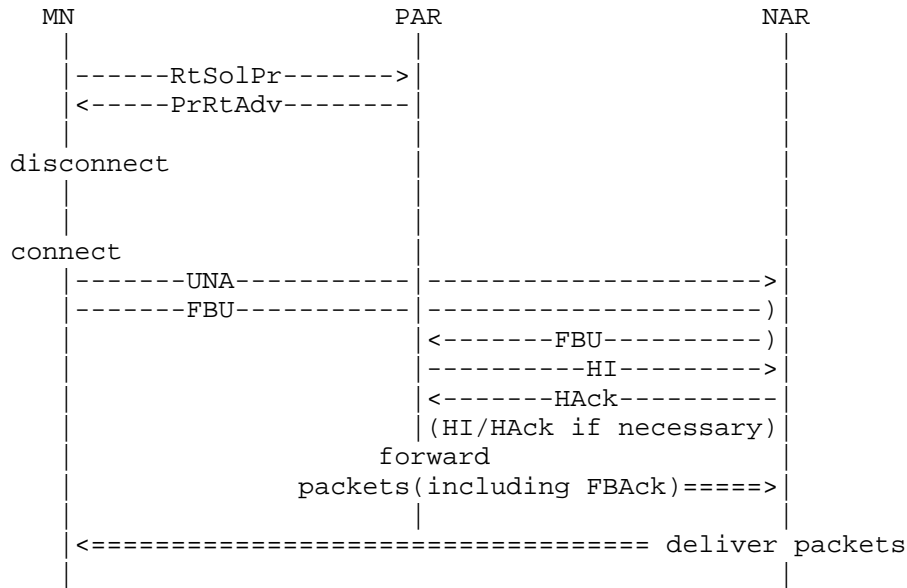 MN PAR NAR
|------RtSolPr------->|
|<-----PrRtAdv--------|
disconnect
connect
|-------UNA-----------|--------------------->|
|-------FBU-----------|---------------------)|
|<-------FBU----------)|
|----------HI--------->|
|<-------HAck----------|
|(HI/HAck if necessary)|
forward
packets(including FBAck)=====>|
|<=================================== deliver packets